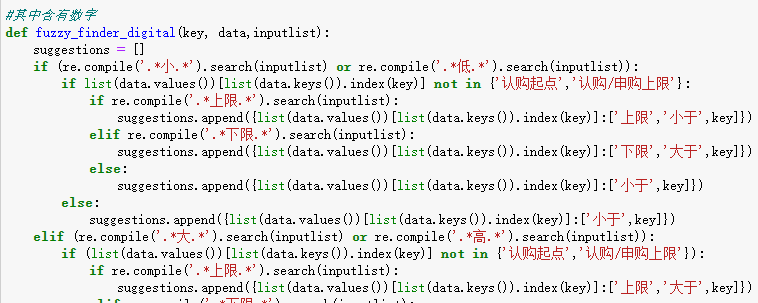 #其中含有数字
def fuzzy_finder_digital(key, data,inputlist):
    suggestions = []
    if (re.compile('.*小.*').search(inputlist) or re.compile('.*低.*').search(inputlist)):
        if list(data.values())[list(data.keys()).index(key)] not in {'认购起点','认购/申购上限'}:
            if re.compile('.*上限.*').search(inputlist):
                suggestions.append({list(data.values())[list(data.keys()).index(key)]:['上限','小于',key]})
            elif re.compile('.*下限.*').search(inputlist):
                suggestions.append({list(data.values())[list(data.keys()).index(key)]:['下限','大于',key]})
            else:
                suggestions.append({list(data.values())[list(data.keys()).index(key)]:['小于',key]})
        else:
            suggestions.append({list(data.values())[list(data.keys()).index(key)]:['小于',key]})
    elif (re.compile('.*大.*').search(inputlist) or re.compile('.*高.*').search(inputlist)):
        if (list(data.values())[list(data.keys()).index(key)] not in {'认购起点','认购/申购上限'}):
            if re.compile('.*上限.*').search(inputlist):
                suggestions.append({list(data.values())[list(data.keys()).index(key)]:['上限','大于',key]})
            elif re.compile('.*下限.*').search(inputlist):